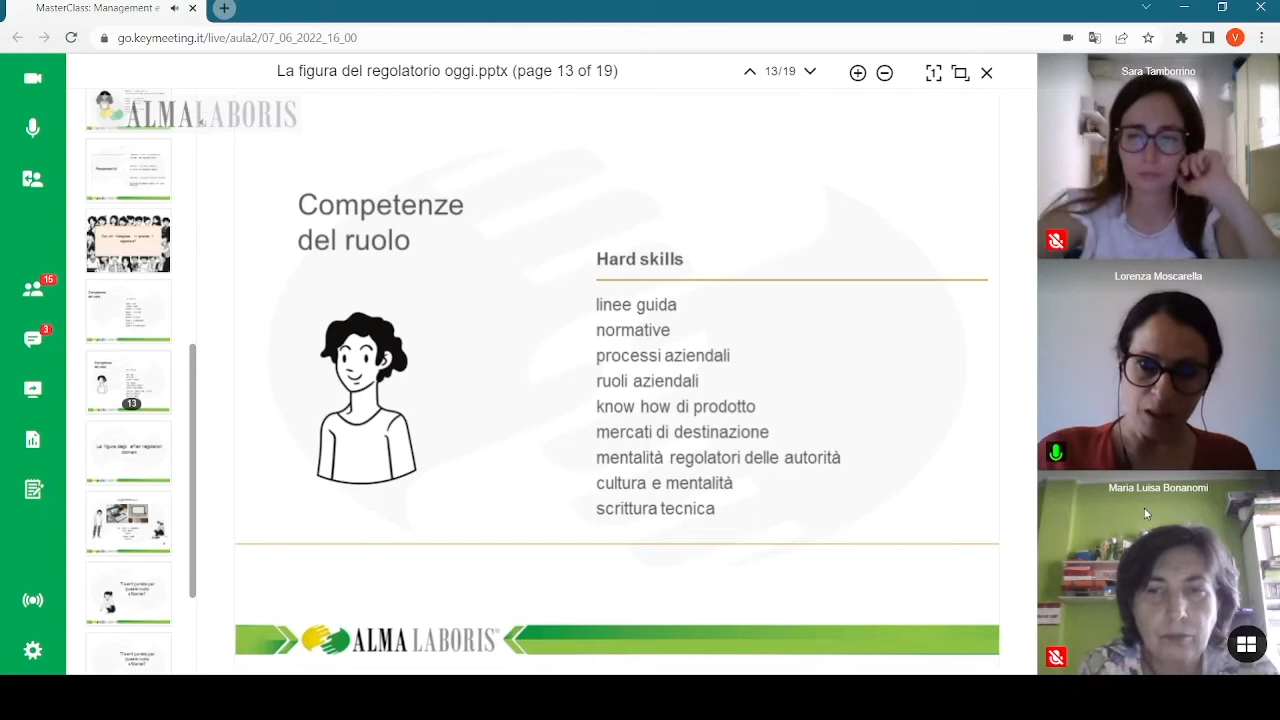 MasterClass: Management e
go.keymeeting.it/live/aula2/07_06_2022_16_00
V
La figura del regolatorio oggi.pptx (page 13 of 19)
13/19
ALMALABORIS
Competenze
del ruolo
Hard skills
linee guida
normative
processi aziendali
ruoli aziendali
know how di prodotto
mercati di destinazione
mentalità regolatori delle autorità
cultura e mentalità
scrittura tecnica
ALMA LABORIS
15
3
13
Sara Tamborrino
Lorenza Moscarella
Maria Luisa Bonanomi